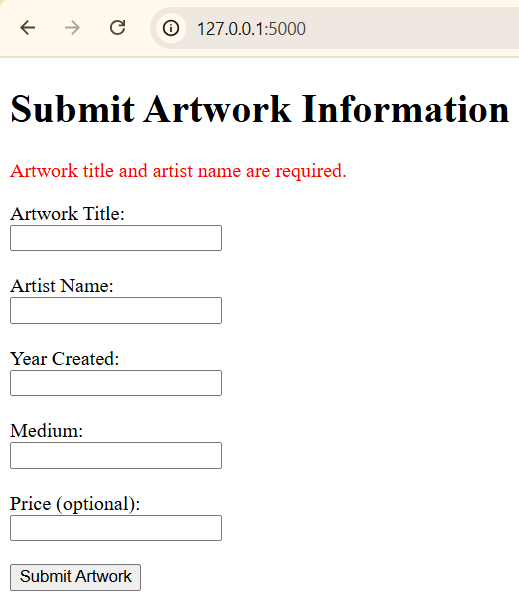 127.0.0.1:5000
Submit Artwork Information
Artwork title and artist name are required.
Artwork Title:
Artist Name:
Year Created:
Medium:
Price (optional):
Submit Artwork